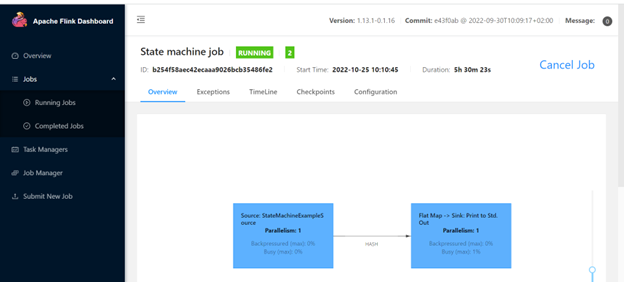 Apache Flink Dashboard
Version: 1.13.1-0.1.16 Commit: e43f0ab @ 2022-09-30T10:09:17+02:00 Message: 0
Overview
Jobs
Running Jobs
Completed Jobs
Task Managers
Job Manager
Submit New Job
State machine job RUNNING 2
ID: b254f58aec42ecaaa9026bcb35486fe2 Start Time: 2022-10-25 10:10:45 Duration: 5h 30m 23s
Cancel Job
Overview Exceptions TimeLine Checkpoints Configuration
Source: StateMachineExampleS
ource
Parallelism: 1
Backpressured (max): 0%
Busy (max): 0%
HASH
Flat Map -> Sink: Print to Std.
Out
Parallelism: 1
Backpressured (max): 0%
Busy (max): 1%